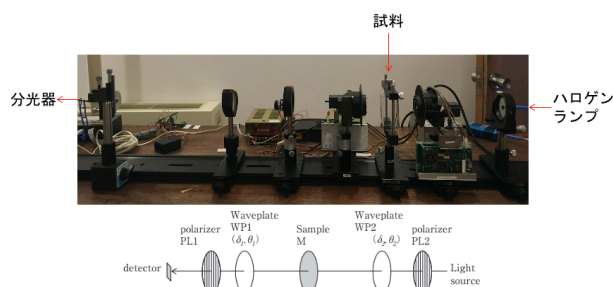 試料
分光器
ハロゲン
ランプ
polarizer
PL1
Waveplate
WP1
(δ₁,θ₁)
Sample
M
Waveplate
WP2
(δ₂,θ₂)
polarizer
PL2
detector
Light
source